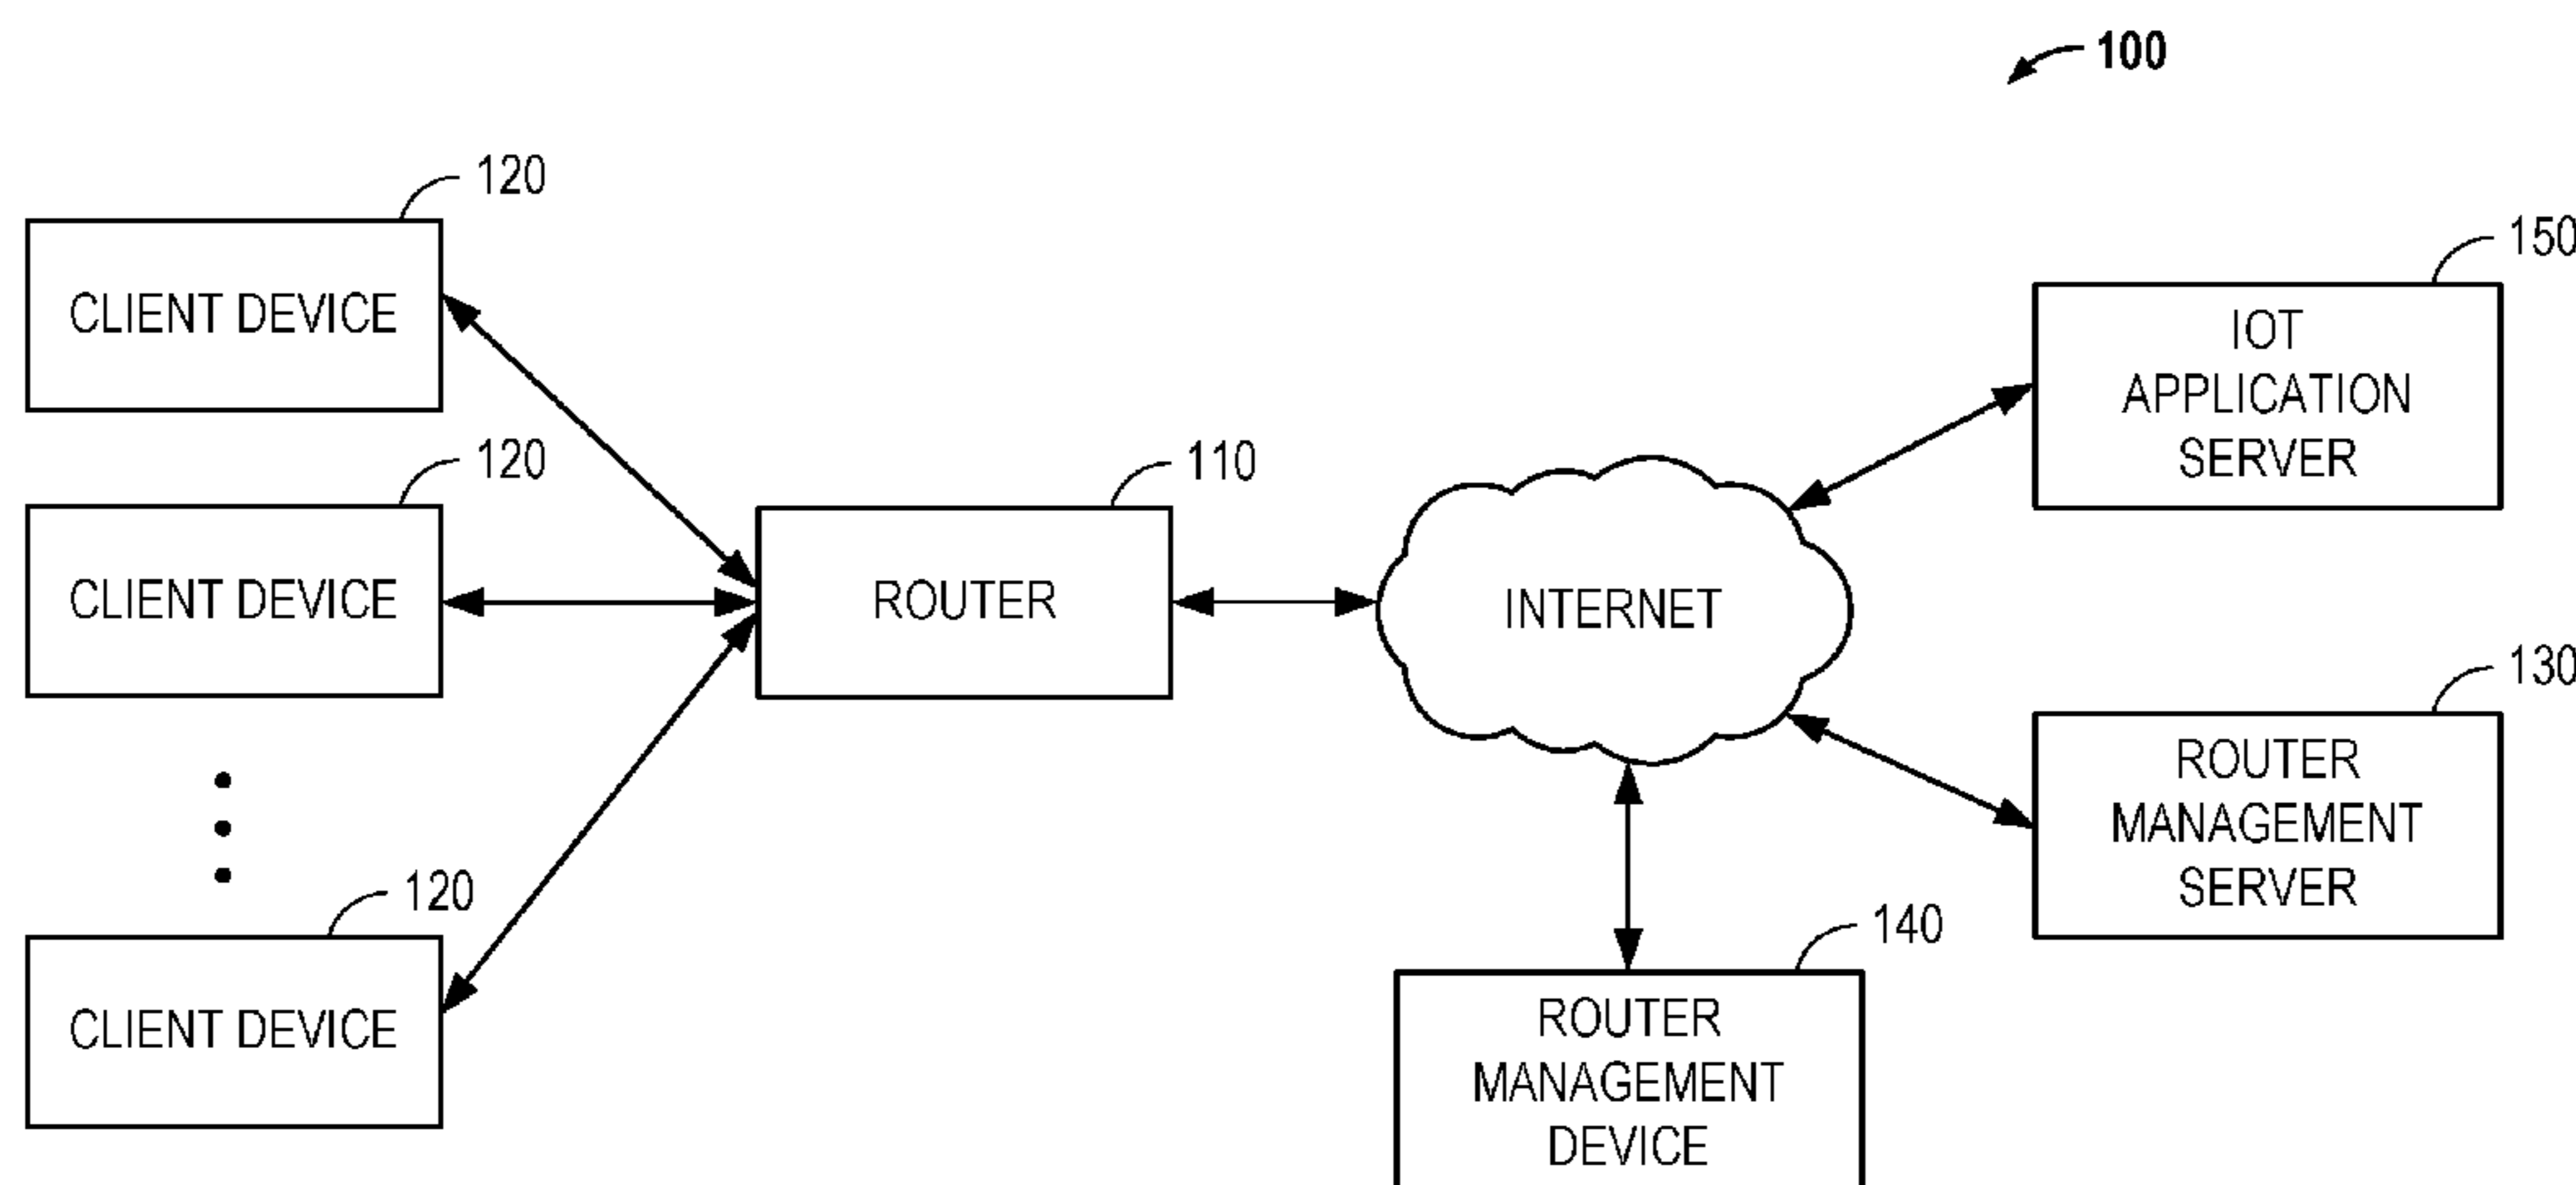 100
120
CLIENT DEVICE
120
CLIENT DEVICE
120
CLIENT DEVICE
110
ROUTER
INTERNET
150
IOT
APPLICATION
SERVER
130
ROUTER
MANAGEMENT
SERVER
140
ROUTER
MANAGEMENT
DEVICE